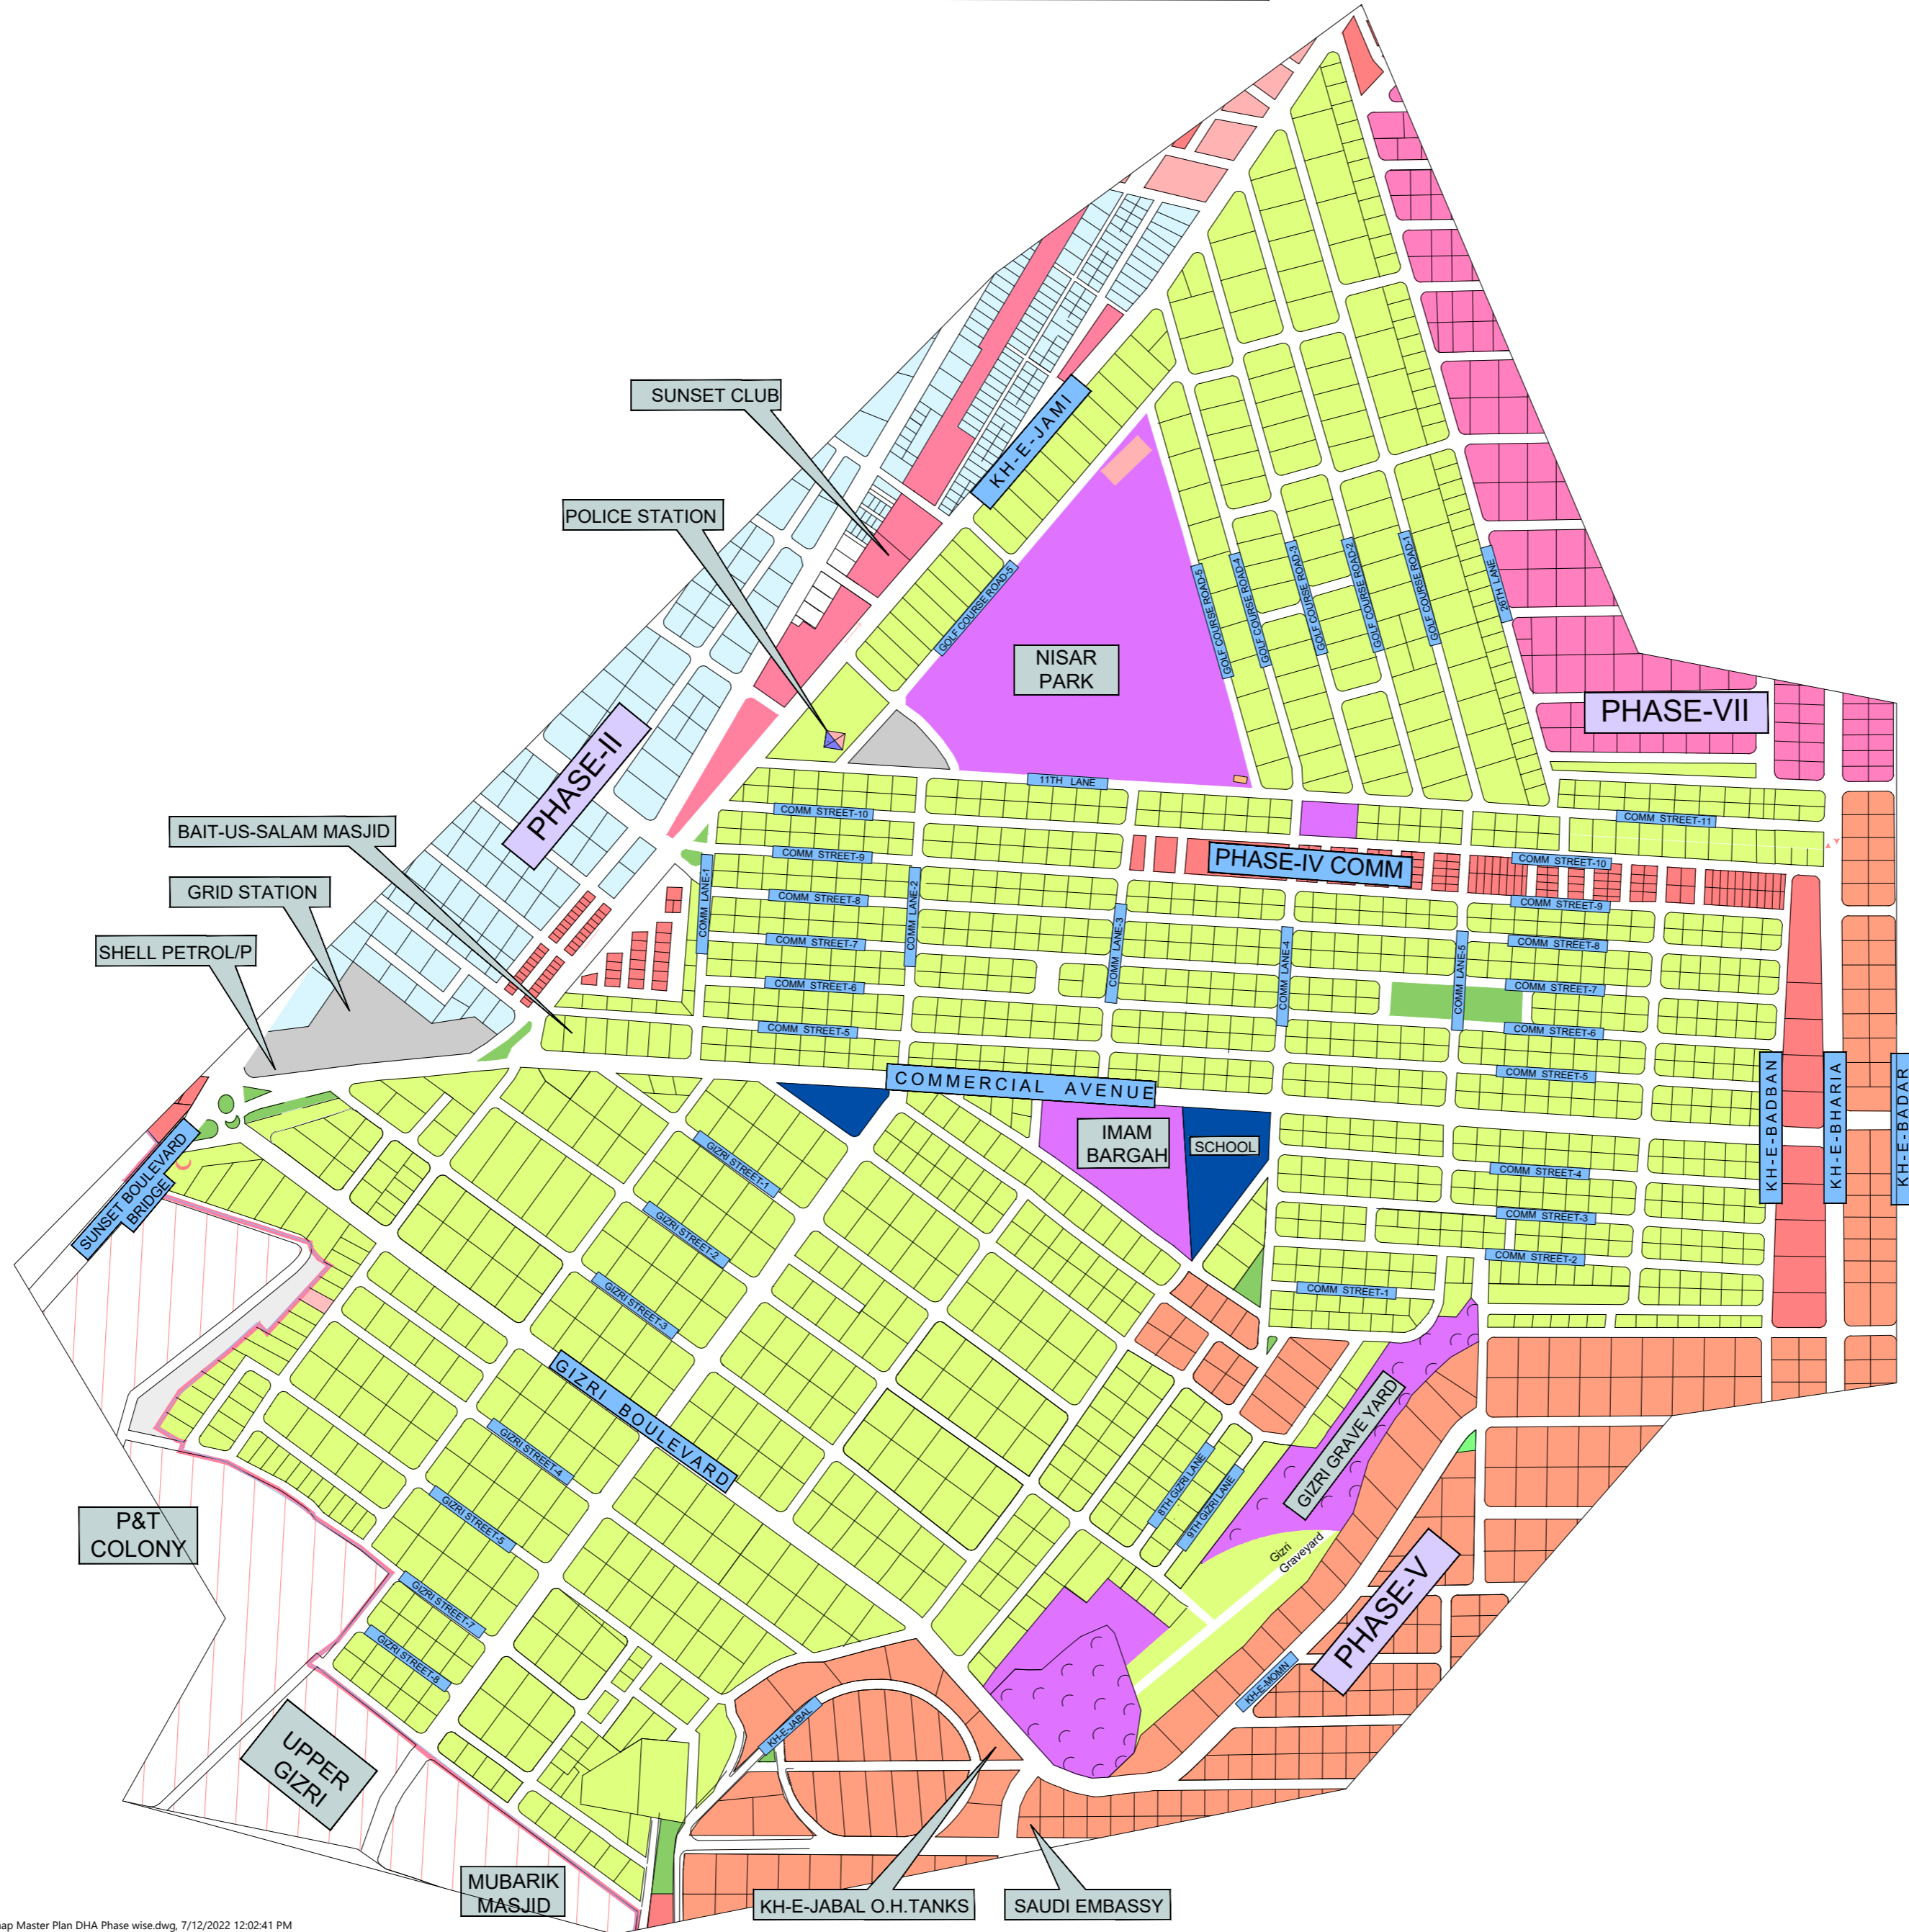 SUNSET CLUB
KH-E-JAMI
POLICE STATION
GOLF COURSE ROAD-5
GOLF COURSE ROAD-5
GOLF COURSE ROAD-4
GOLF COURSE ROAD-3
GOLF COURSE ROAD-2
GOLF COURSE ROAD-1
26TH LANE
NISAR
PARK
PHASE-VII
PHASE-II
11TH LANE
COMM STREET-10
COMM STREET-11
BAIT-US-SALAM MASJID
COMM STREET-9
PHASE-IV COMM
COMM STREET-10
GRID STATION
COMM LANE-1
COMM STREET-8
COMM LANE-2
COMM STREET-9
SHELL PETROL/P
COMM STREET-7
COMM LANE-3
COMM LANE-4
COMM LANE-5
COMM STREET-8
COMM STREET-6
COMM STREET-7
COMM STREET-5
COMM STREET-6
COMMERCIAL AVENUE
COMM STREET-5
KH-E-BADBAN
KH-E-BHARIA
KH-E-BADAR
SUNSET BOULEVARD
BRIDGE
GIZRI STREET-1
IMAM
BARGAH
SCHOOL
COMM STREET-4
GIZRI STREET-2
COMM STREET-3
COMM STREET-2
GIZRI STREET-3
COMM STREET-1
GIZRI BOULEVARD
GIZRI GRAVE YARD
GIZRI STREET-4
8TH GIZRI LANE
9TH GIZRI LANE
GIZRI STREET-5
P&T
COLONY
Gizri
Graveyard
GIZRI STREET-7
PHASE-V
GIZRI STREET-8
KH-E-MOMN
KH-E-JABAL
UPPER
GIZRI
MUBARIK
MASJID
KH-E-JABAL O.H.TANKS
SAUDI EMBASSY
Master Plan DHA Phase wise.dwg, 7/12/2022 12:02:41 PM